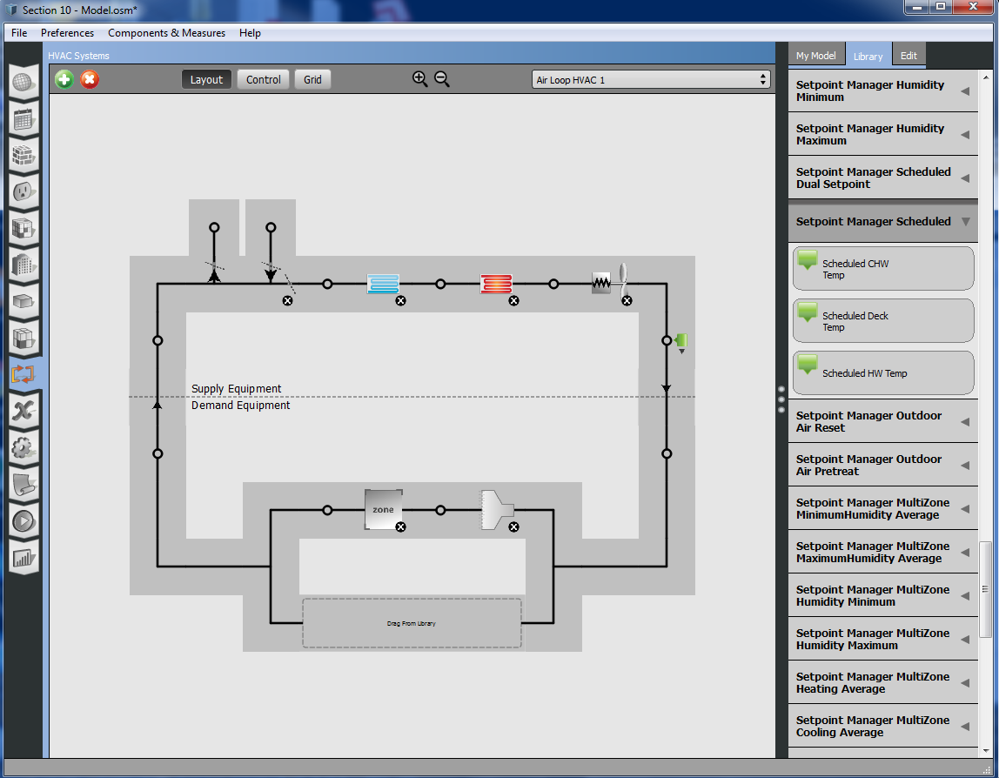 Section 10 - Model.osm*
File Preferences Components & Measures Help
HVAC Systems
My Model Library Edit
Layout Control Grid
Air Loop HVAC 1
Supply Equipment
Demand Equipment
zone
Drag From Library
Setpoint Manager Humidity
Minimum
Setpoint Manager Humidity
Maximum
Setpoint Manager Scheduled
Dual Setpoint
Setpoint Manager Scheduled
Scheduled CHW
Temp
Scheduled Deck
Temp
Scheduled HW Temp
Setpoint Manager Outdoor
Air Reset
Setpoint Manager Outdoor
Air Pretreat
Setpoint Manager MultiZone
MinimumHumidity Average
Setpoint Manager MultiZone
MaximumHumidity Average
Setpoint Manager MultiZone
Humidity Minimum
Setpoint Manager MultiZone
Humidity Maximum
Setpoint Manager MultiZone
Heating Average
Setpoint Manager MultiZone
Cooling Average